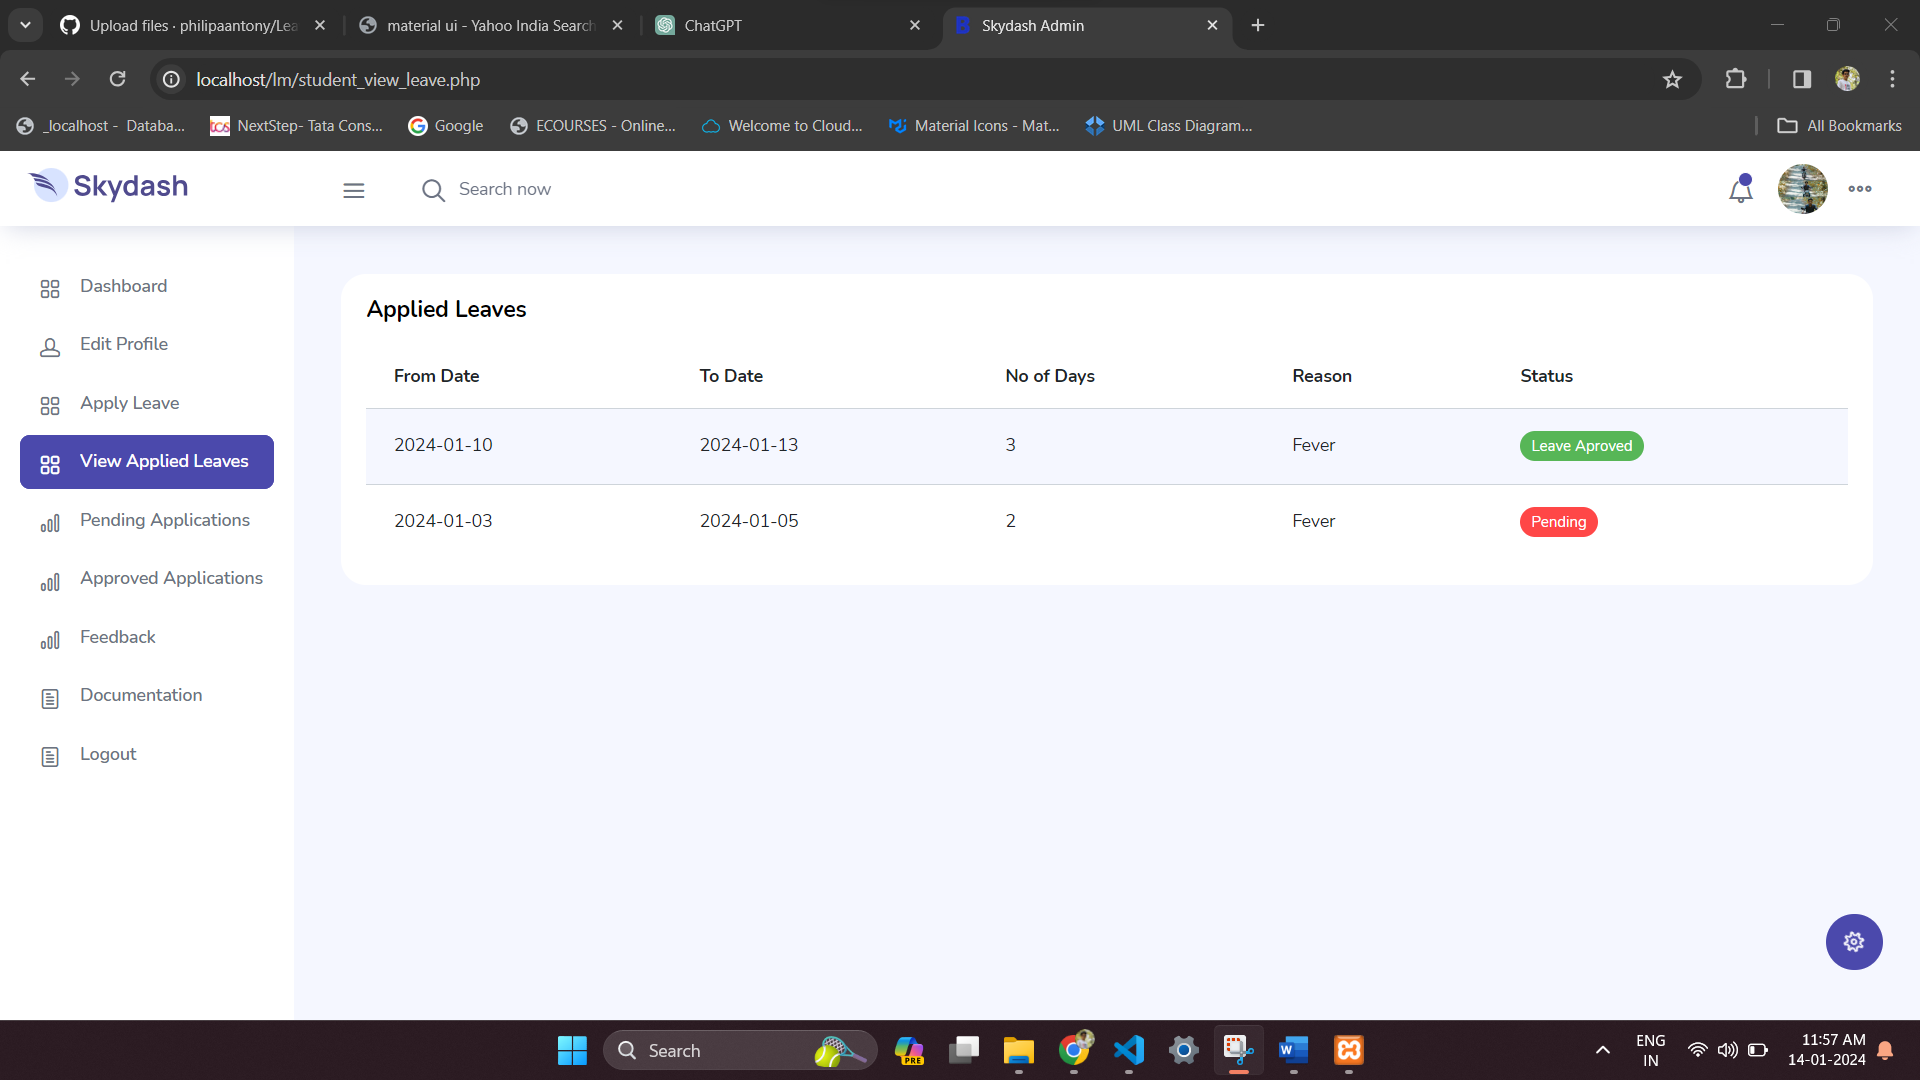 Upload files · philipaantony/Lea
material ui - Yahoo India Search
ChatGPT
Skydash Admin
localhost/lm/student_view_leave.php
_localhost - Databa...
NextStep- Tata Cons...
Google
ECOURSES - Online...
Welcome to Cloud...
Material Icons - Mat...
UML Class Diagram...
All Bookmarks
Skydash
Search now
Dashboard
Edit Profile
Apply Leave
View Applied Leaves
Pending Applications
Approved Applications
Feedback
Documentation
Logout
Applied Leaves
From Date To Date No of Days Reason Status
2024-01-10 2024-01-13 3 Fever Leave Aproved
2024-01-03 2024-01-05 2 Fever Pending
Search
PRE
ENG
IN
11:57 AM
14-01-2024